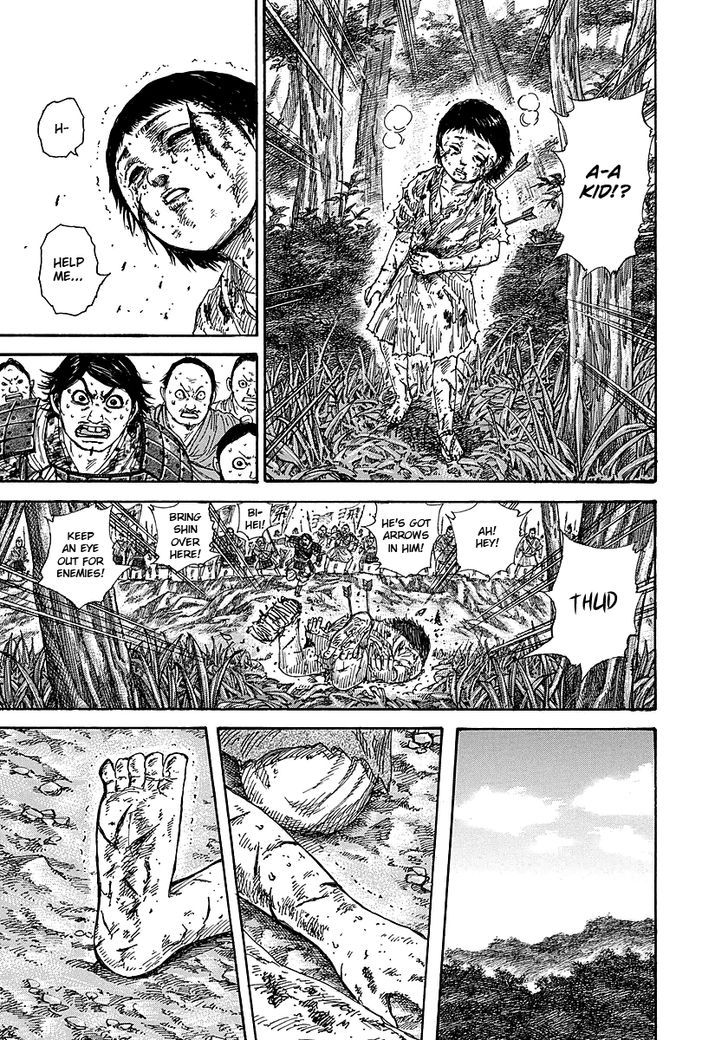 A-A
KID!?
H-
HELP
ME...
THUD
AH!
HEY!
HE'S GOT
ARROWS
IN HIM!
BI-
HEI!
BRING
SHIN
OVER
HERE!
KEEP
AN EYE
OUT FOR
ENEMIES!